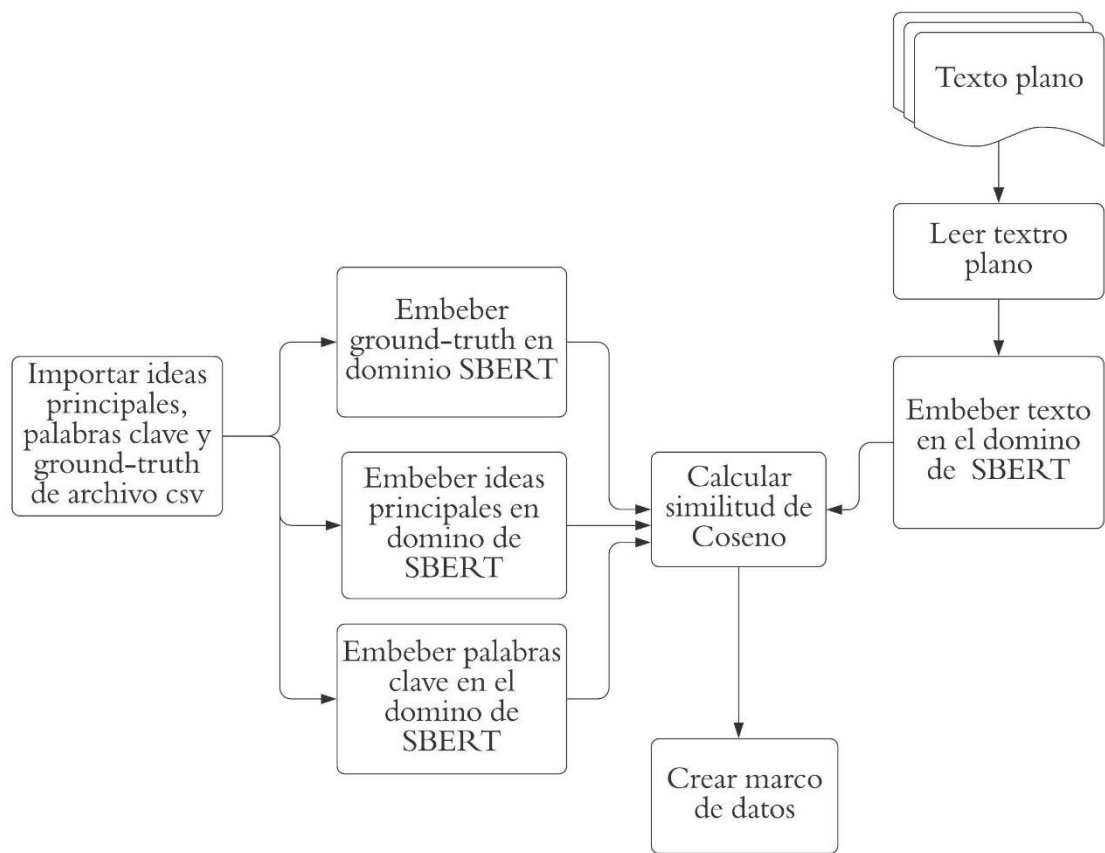 Texto plano
Leer textro
plano
Embeber
ground-truth en
dominio SBERT
Importar ideas
principales,
palabras clave y
ground-truth
de archivo csv
Embeber texto
en el domino
de SBERT
Embeber ideas
principales en
domino de
SBERT
Calcular
similitud de
Coseno
Embeber palabras
clave en el
domino de
SBERT
Crear marco
de datos